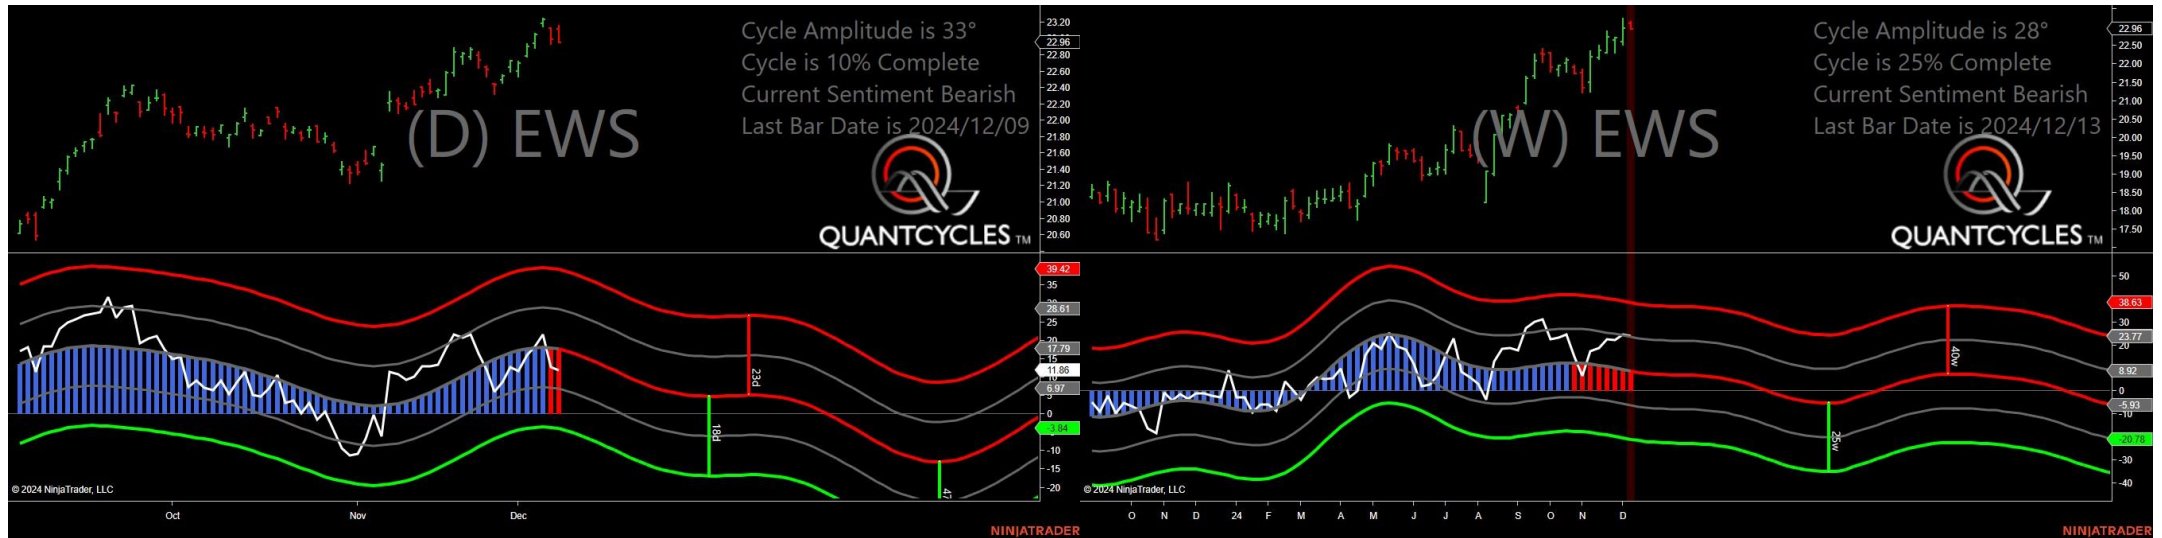 Cycle Amplitude is 33°
Cycle is 10% Complete
Current Sentiment Bearish
Last Bar Date is 2024/12/09
(D) EWS
QUANTCYCLES TM
23.20
22.96
22.80
22.60
22.40
22.20
22.00
21.80
21.60
21.40
21.20
21.00
20.80
20.60
39.42
35
28.61
25
20
17.79
15
11.86
10
6.97
5
0
-3.84
-5
-10
-15
-20
23d
18d
47
© 2024 NinjaTrader, LLC
Oct
Nov
Dec
NINJATRADER
Cycle Amplitude is 28°
Cycle is 25% Complete
Current Sentiment Bearish
Last Bar Date is 2024/12/13
(W) EWS
QUANTCYCLES TM
22.96
22.50
22.00
21.50
21.00
20.50
20.00
19.50
19.00
18.50
18.00
17.50
50
38.63
30
23.77
20
8.92
0
-5.93
-10
-20.78
-30
-40
40w
25w
© 2024 NinjaTrader, LLC
O N D 24 F M A M J J A S O N D
NINJATRADER